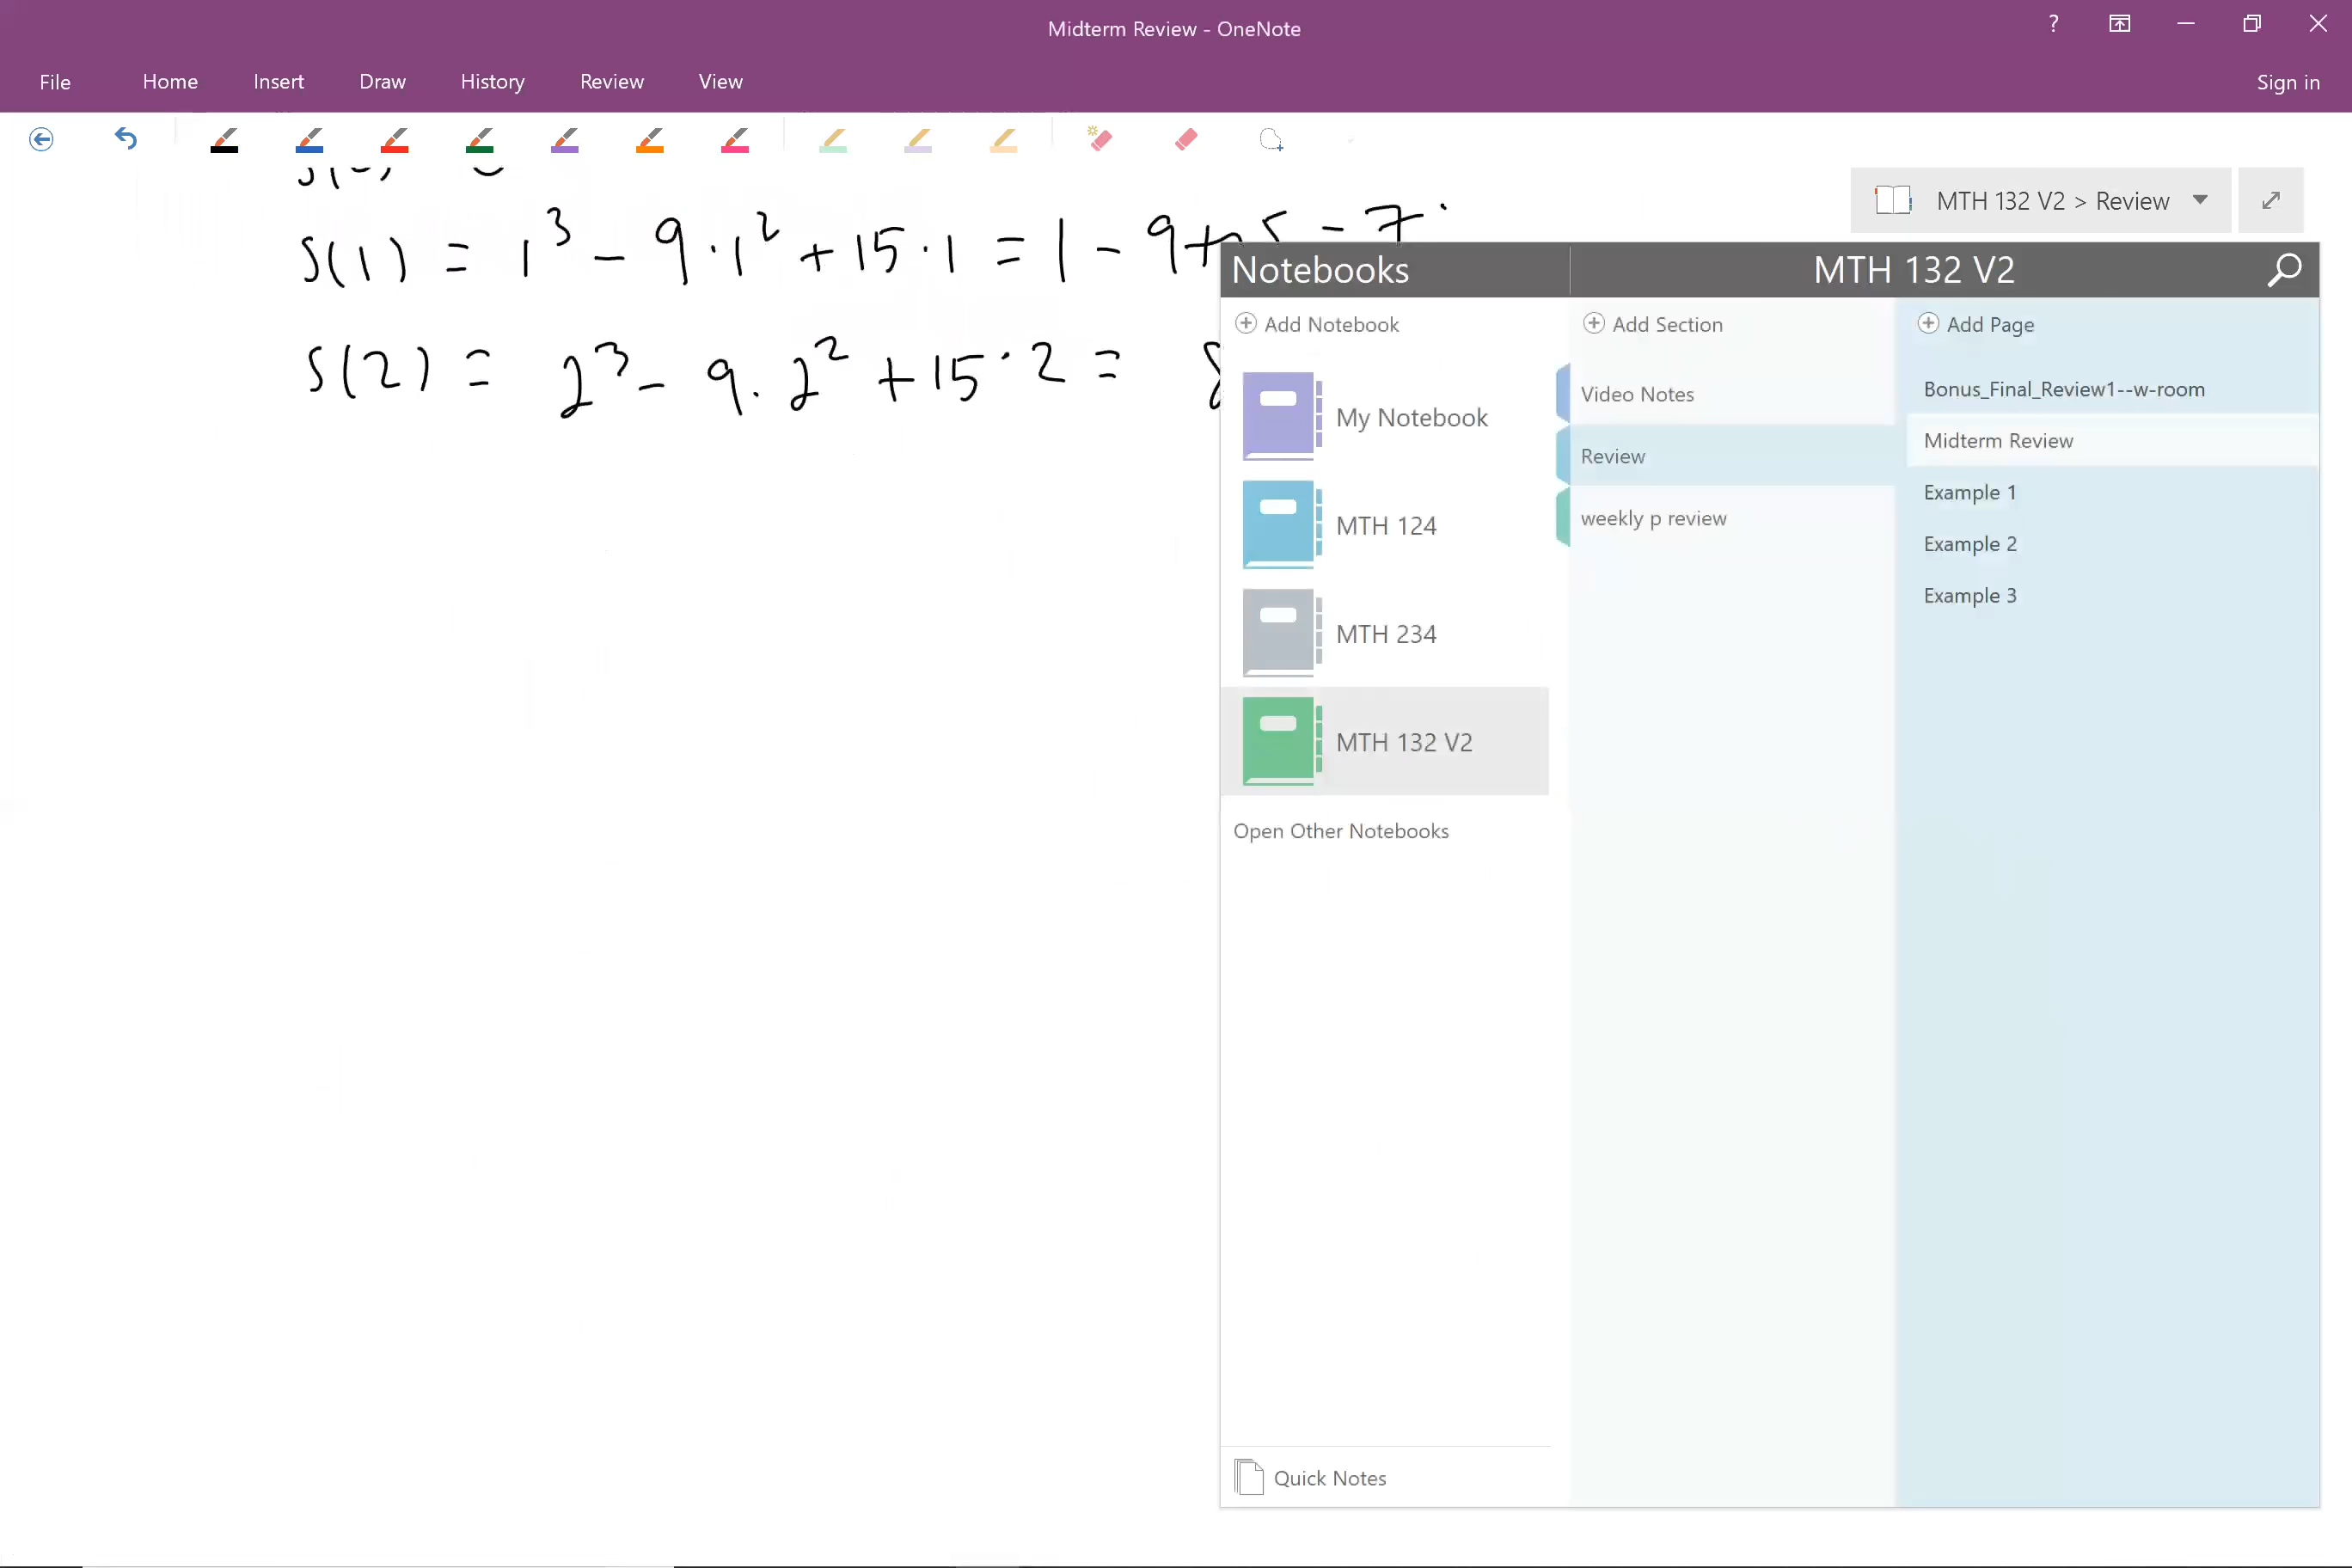 Midterm Review - OneNote
?
File Home Insert Draw History Review View Sign in
MTH 132 V2 > Review
s(1) = 1³ - 9·1² + 15·1 = 1 - 9+ 5 - 7
s(2) = 2³ - 9·2² + 15·2 = 8
Notebooks MTH 132 V2
Add Notebook
My Notebook
MTH 124
MTH 234
MTH 132 V2
Open Other Notebooks
Quick Notes
Add Section
Video Notes
Review
weekly p review
Add Page
Bonus_Final_Review1--w-room
Midterm Review
Example 1
Example 2
Example 3